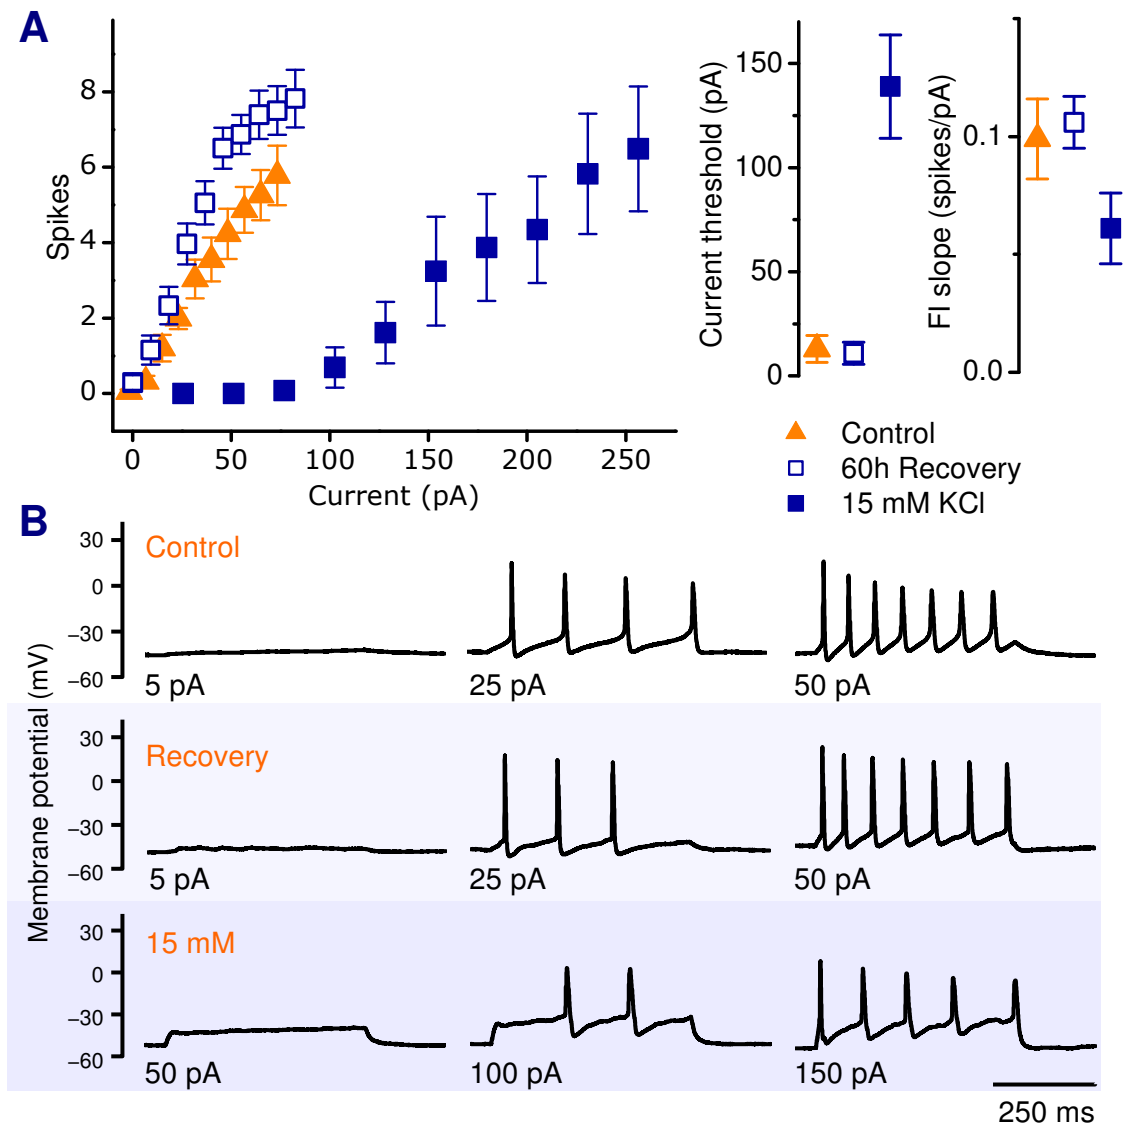 A
Spikes
8
6
4
2
0
0 50 100 150 200 250
Current (pA)
Current threshold (pA)
150
100
50
0
FI slope (spikes/pA)
0.1
0.0
Control
60h Recovery
15 mM KCl
B
Membrane potential (mV)
30
0
−30
−60
Control
5 pA 25 pA 50 pA
30
0
−30
−60
Recovery
5 pA 25 pA 50 pA
30
0
−30
−60
15 mM
50 pA 100 pA 150 pA
250 ms